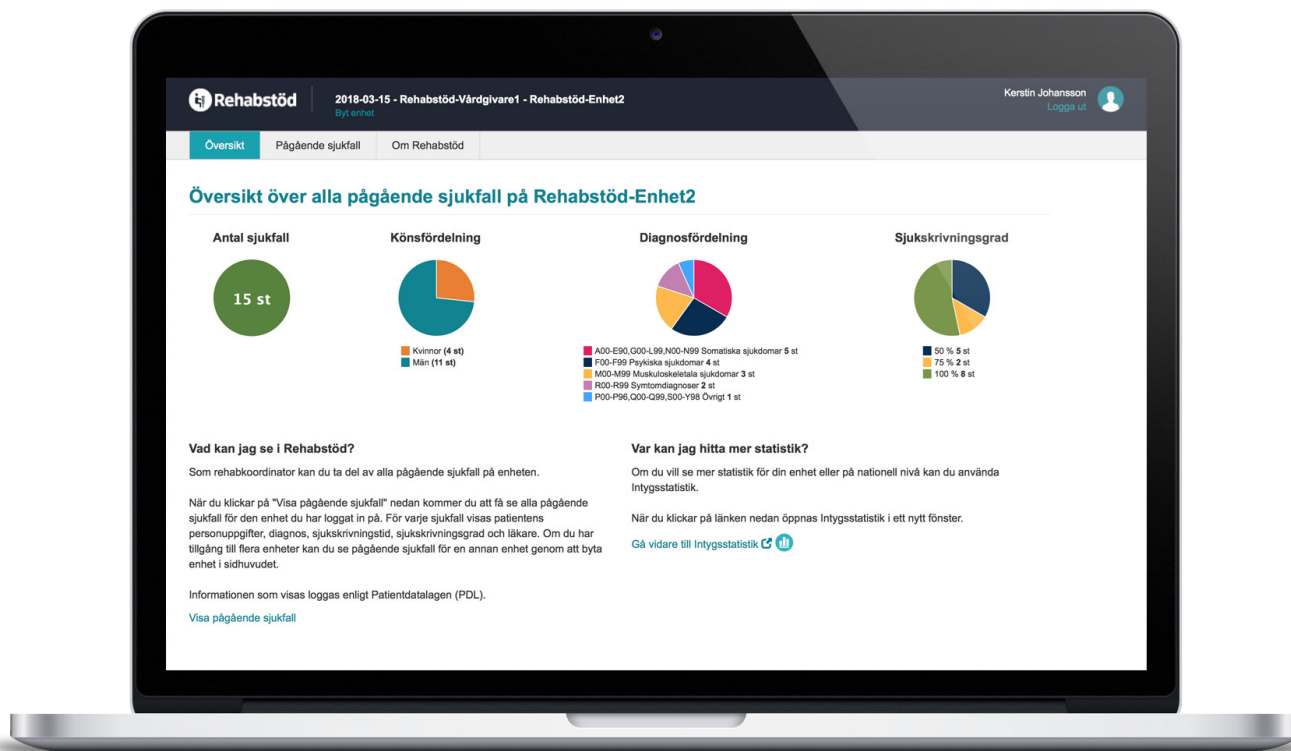 Rehabstöd
2018-03-15 - Rehabstöd-Vårdgivare1 - Rehabstöd-Enhet2
Byt enhet
Kerstin Johansson
Logga ut
Översikt
Pågående sjukfall
Om Rehabstöd
Översikt över alla pågående sjukfall på Rehabstöd-Enhet2
Antal sjukfall
15 st
Könsfördelning
Kvinnor (4 st)
Män (11 st)
Diagnosfördelning
A00-E90,G00-L99,N00-N99 Somatiska sjukdomar 5 st
F00-F99 Psykiska sjukdomar 4 st
M00-M99 Muskuloskeletala sjukdomar 3 st
R00-R99 Symtomdiagnoser 2 st
P00-P96,Q00-Q99,S00-Y98 Övrigt 1 st
Sjukskrivningsgrad
50 % 5 st
75 % 2 st
100 % 8 st
Vad kan jag se i Rehabstöd?
Som rehabkoordinator kan du ta del av alla pågående sjukfall på enheten.
När du klickar på "Visa pågående sjukfall" nedan kommer du att få se alla pågående
sjukfall för den enhet du har loggat in på. För varje sjukfall visas patientens
personuppgifter, diagnos, sjukskrivningstid, sjukskrivningsgrad och läkare. Om du har
tillgång till flera enheter kan du se pågående sjukfall för en annan enhet genom att byta
enhet i sidhuvudet.
Informationen som visas loggas enligt Patientdatalagen (PDL).
Visa pågående sjukfall
Var kan jag hitta mer statistik?
Om du vill se mer statistik för din enhet eller på nationell nivå kan du använda
Intygsstatistik.
När du klickar på länken nedan öppnas Intygsstatistik i ett nytt fönster.
Gå vidare till Intygsstatistik